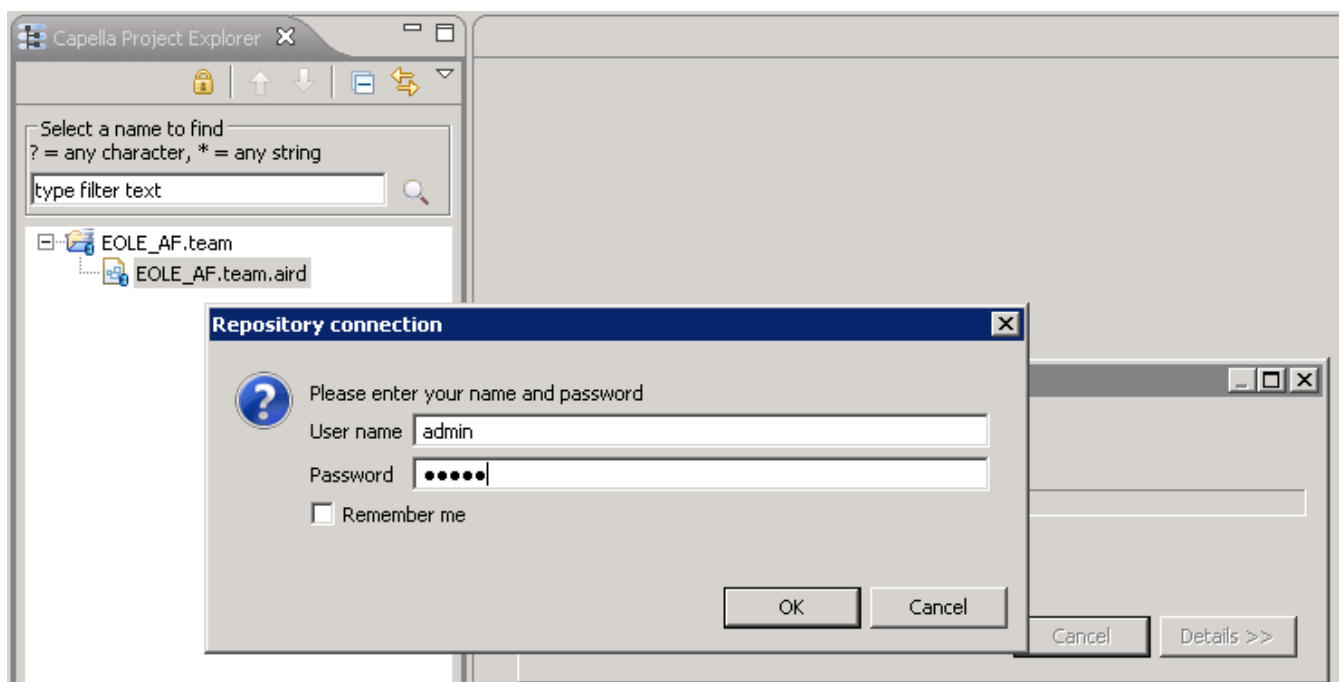 Capella Project Explorer
Select a name to find
? = any character, * = any string
type filter text
EOLE_AF.team
EOLE_AF.team.aird
Repository connection
Please enter your name and password
User name admin
Password •••••
Remember me
OK Cancel
Cancel Details >>